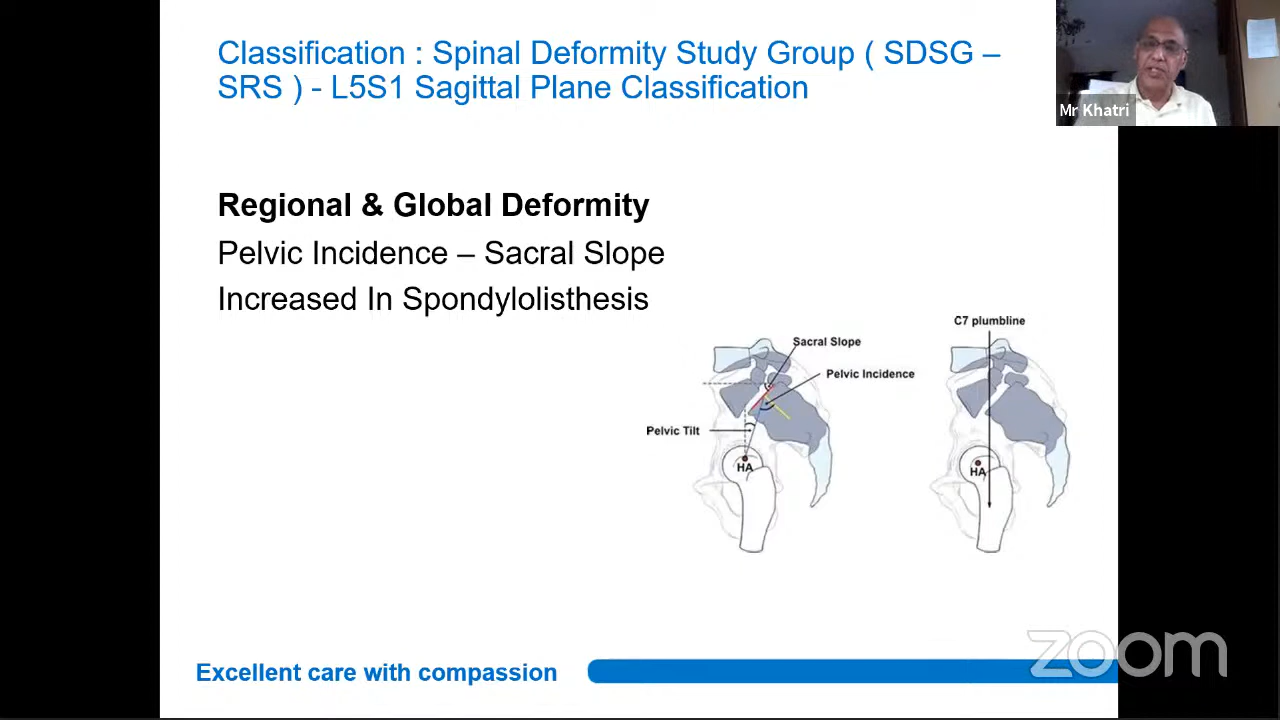 Classification : Spinal Deformity Study Group ( SDSG –
SRS ) - L5S1 Sagittal Plane Classification
Mr Khatri
Regional & Global Deformity
Pelvic Incidence – Sacral Slope
Increased In Spondylolisthesis
C7 plumbline
Sacral Slope
Pelvic Incidence
Pelvic Tilt
HA
HA
Excellent care with compassion
zoom